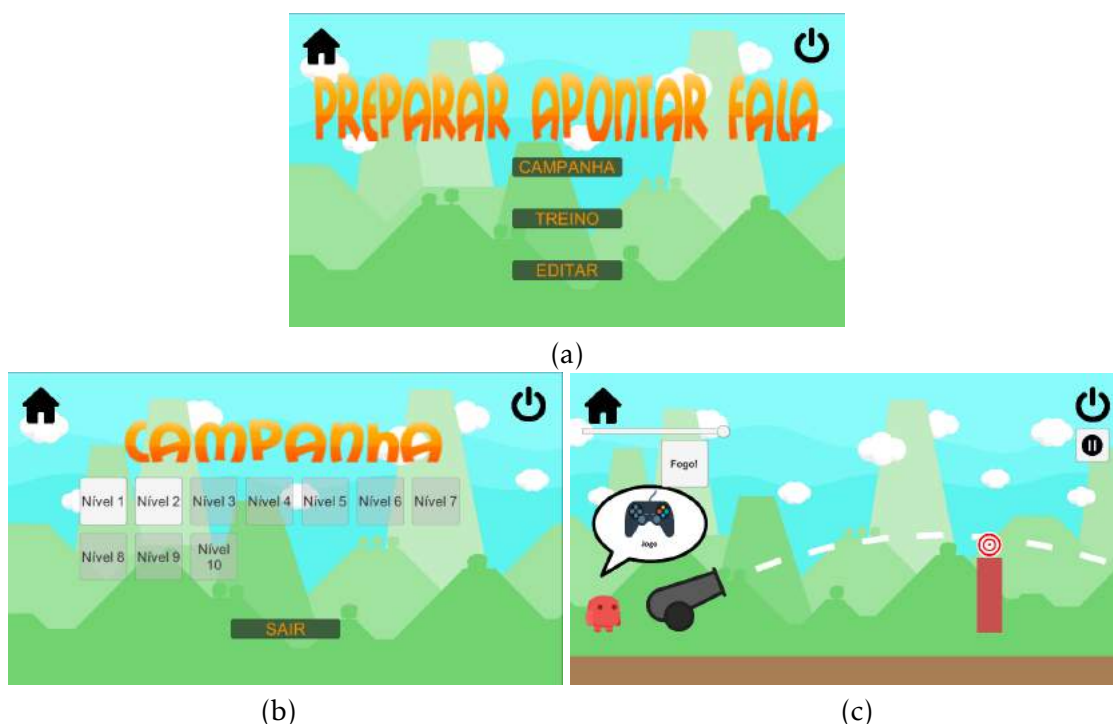 PREPARAR APONTAR FALA
CAMPANHA
TREINO
EDITAR
(a)
CAMPANhA
Nível 1 Nível 2 Nível 3 Nível 4 Nível 5 Nível 6 Nível 7
Nível 8 Nível 9 Nível 10
SAIR
(b)
Fogo!
Jogo
(c)